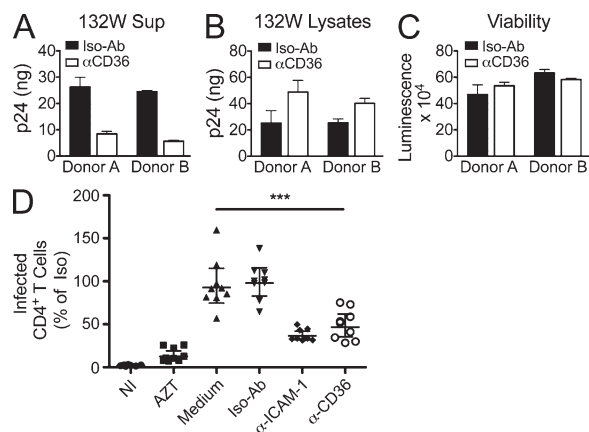 A
132W Sup
Iso-Ab
αCD36
p24 (ng)
40
30
20
10
0
Donor A Donor B
B
132W Lysates
Iso-Ab
αCD36
p24 (ng)
80
60
40
20
0
Donor A Donor B
C
Viability
Iso-Ab
αCD36
Luminescence
x 10⁴
80
60
40
20
0
Donor A Donor B
D
***
Infected
CD4⁺ T Cells
(% of Iso)
200
150
100
50
0
NI
AZT
Medium
Iso-Ab
α-ICAM-1
α-CD36